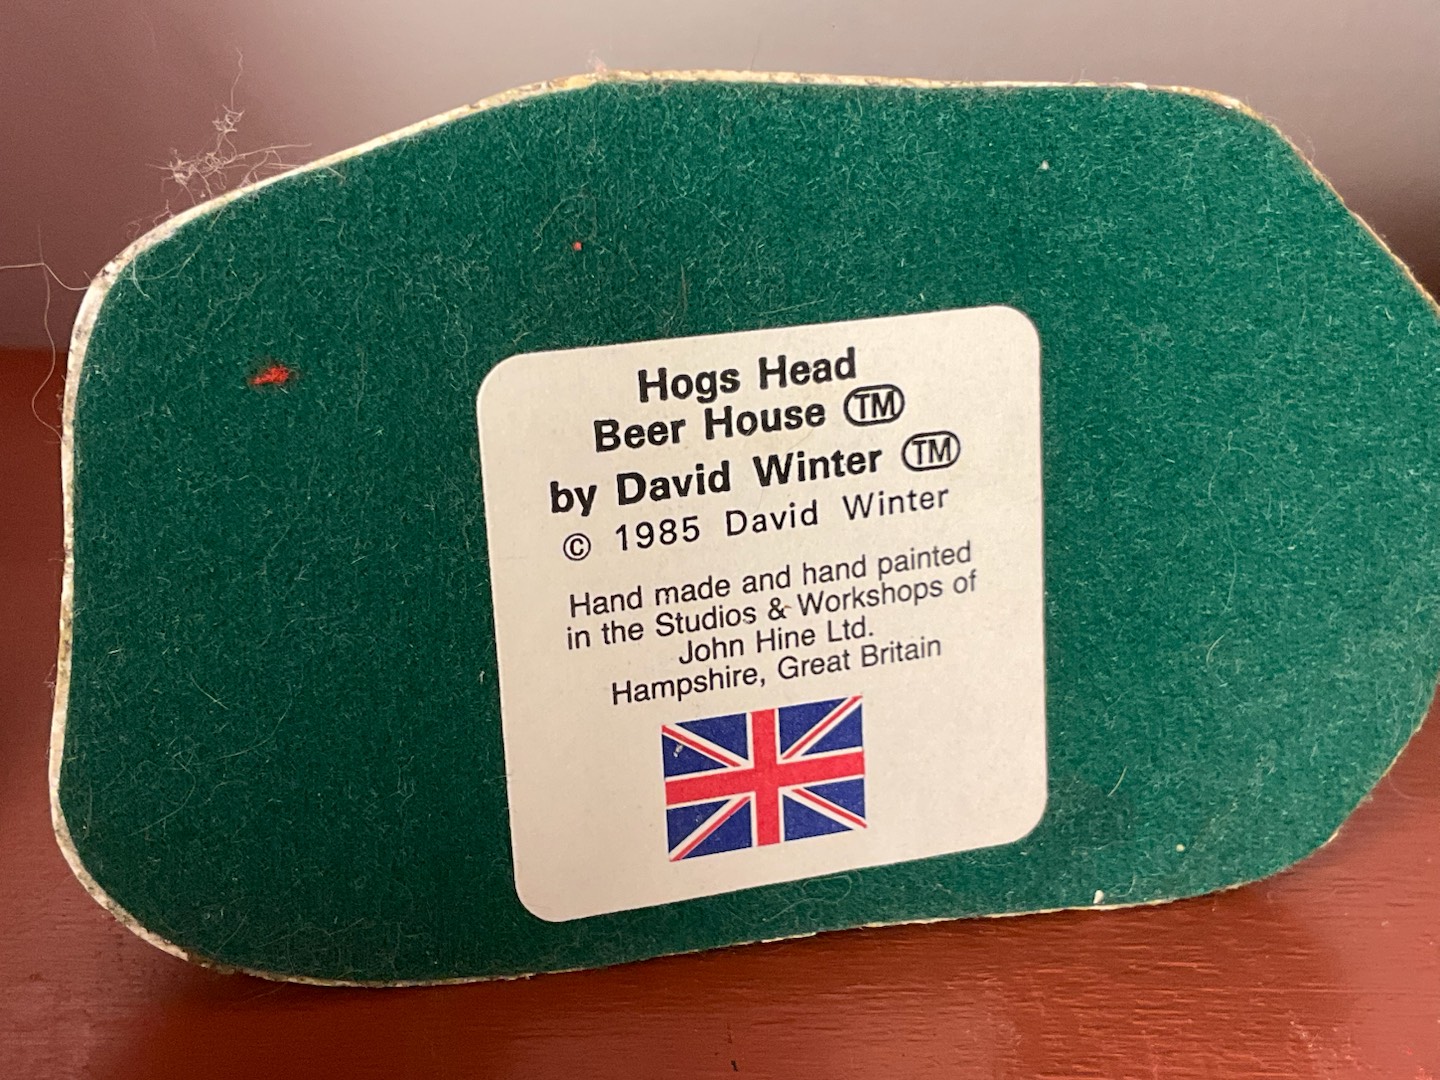 Hogs Head
Beer House ™
by David Winter ™
© 1985 David Winter
Hand made and hand painted
in the Studios & Workshops of
John Hine Ltd.
Hampshire, Great Britain